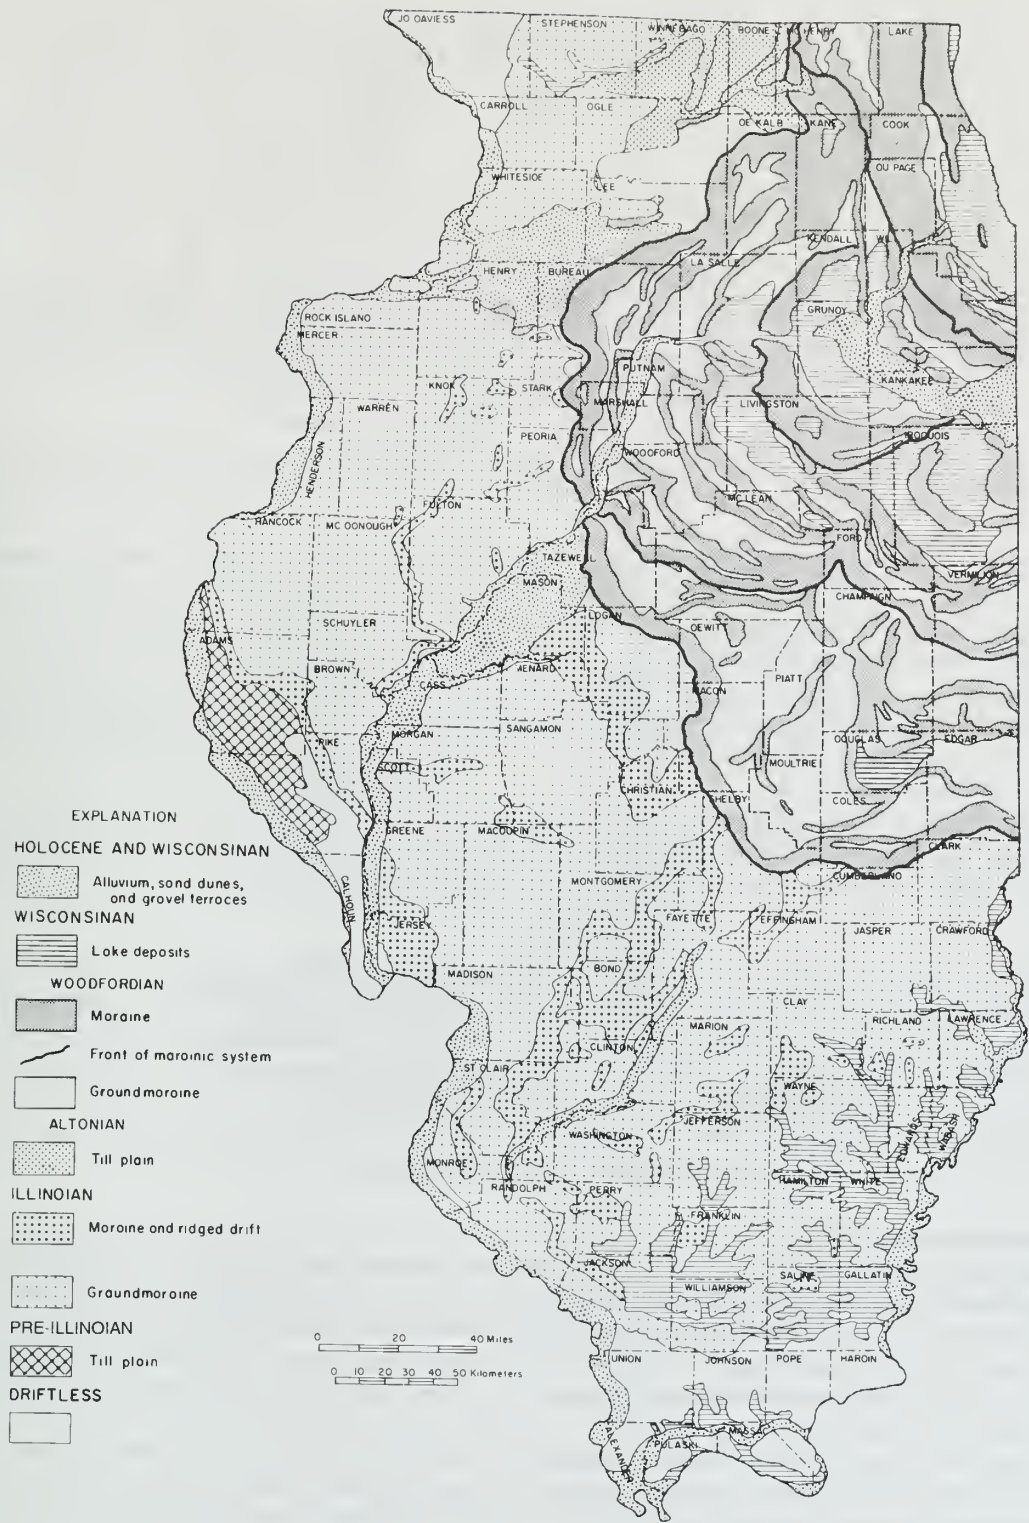 JO DAVIESS
STEPHENSON
WINNEBAGO
BOONE
MC HENRY
LAKE
CARROLL
OGLE
DE KALB
KANE
COOK
DU PAGE
WHITESIDE
LEE
KENDALL
WILL
HENRY
BUREAU
LA SALLE
GRUNDY
ROCK ISLAND
MERCER
PUTNAM
KANKAKEE
KNOX
STARK
MARSHALL
LIVINGSTON
WARREN
PEORIA
IROQUOIS
WOODFORD
HENDERSON
FULTON
MC LEAN
HANCOCK
MC DONOUGH
FORD
TAZEWELL
MASON
VERMILION
CHAMPAIGN
LOGAN
SCHUYLER
DEWITT
ADAMS
BROWN
MENARD
CASS
PIATT
MACON
SANGAMON
MORGAN
PIKE
DOUGLAS
EDGAR
SCOTT
MOULTRIE
CHRISTIAN
SHELBY
COLES
GREENE
MACOUPIN
CLARK
CUMBERLAND
MONTGOMERY
CALHOUN
JERSEY
FAYETTE
EFFINGHAM
JASPER
CRAWFORD
MADISON
BOND
CLAY
RICHLAND
LAWRENCE
MARION
CLINTON
ST CLAIR
WAYNE
EDWARDS
WABASH
JEFFERSON
WASHINGTON
MONROE
HAMILTON
WHITE
RANDOLPH
PERRY
FRANKLIN
JACKSON
SALINE
GALLATIN
WILLIAMSON
UNION
JOHNSON
POPE
HARDIN
ALEXANDER
PULASKI
MASSAC
EXPLANATION
HOLOCENE AND WISCONSINAN
Alluvium, sand dunes,
and gravel terraces
WISCONSINAN
Lake deposits
WOODFORDIAN
Moraine
Front of morainic system
Groundmoraine
ALTONIAN
Till plain
ILLINOIAN
Moraine and ridged drift
Groundmoraine
PRE-ILLINOIAN
Till plain
DRIFTLESS
0 20 40 Miles
0 10 20 30 40 50 Kilometers